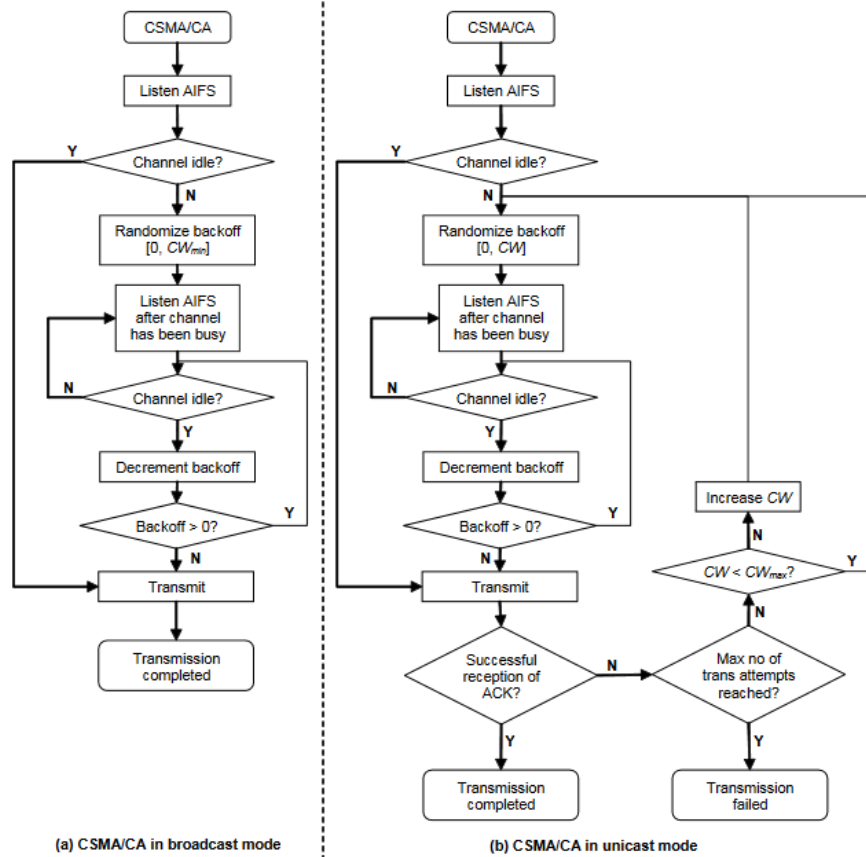 CSMA/CA
Listen AIFS
Y
Channel idle?
N
Randomize backoff
[0, CWmin]
Listen AIFS
after channel
has been busy
N
Channel idle?
Y
Decrement backoff
Backoff > 0?
Y
N
Transmit
Transmission
completed
(a) CSMA/CA in broadcast mode
CSMA/CA
Listen AIFS
Y
Channel idle?
N
Randomize backoff
[0, CW]
Listen AIFS
after channel
has been busy
N
Channel idle?
Y
Decrement backoff
Backoff > 0?
Y
N
Transmit
Successful
reception of
ACK?
N
Y
Transmission
completed
Increase CW
N
CW < CWmax?
Y
N
Max no of
trans attempts
reached?
Y
Transmission
failed
(b) CSMA/CA in unicast mode